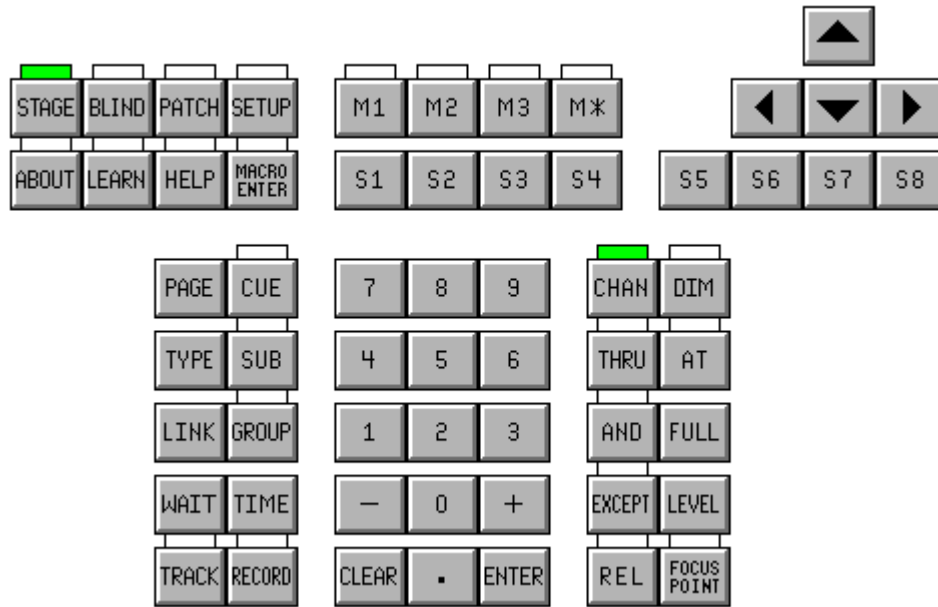 STAGE BLIND PATCH SETUP M1 M2 M3 M*
ABOUT LEARN HELP MACRO ENTER S1 S2 S3 S4 S5 S6 S7 S8
PAGE CUE 7 8 9 CHAN DIM
TYPE SUB 4 5 6 THRU AT
LINK GROUP 1 2 3 AND FULL
WAIT TIME — 0 + EXCEPT LEVEL
TRACK RECORD CLEAR . ENTER REL FOCUS POINT